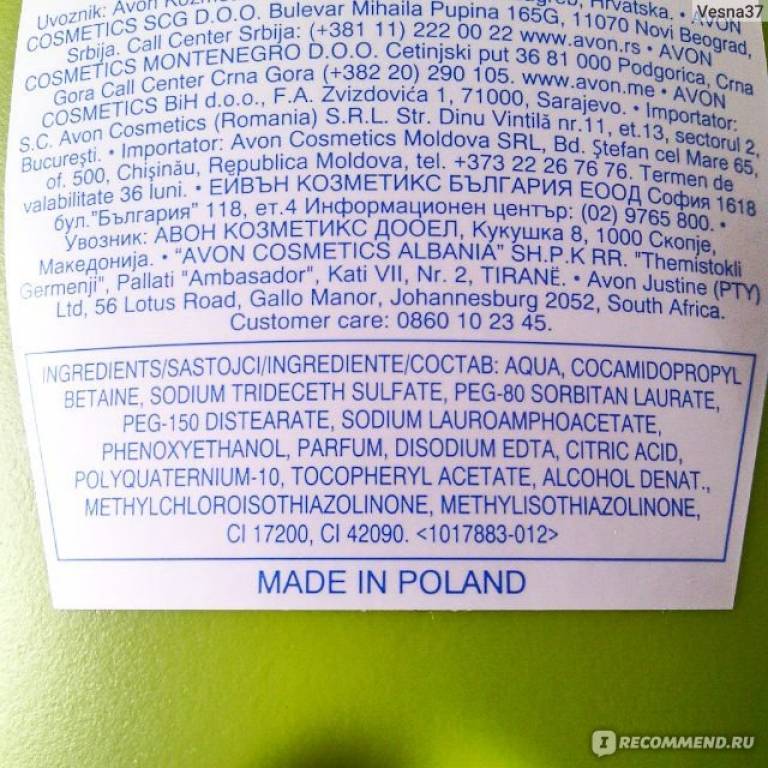 Vesna37
Uvoznik: Avon Kozme Zagreb, Hrvatska. • AVON
COSMETICS SCG D.O.O. Bulevar Mihaila Pupina 165G, 11070 Novi Beograd,
Srbija. Call Center Srbija: (+381 11) 222 00 22 www.avon.rs • AVON
COSMETICS MONTENEGRO D.O.O. Cetinjski put 36 81 000 Podgorica, Crna
Gora Call Center Crna Gora (+382 20) 290 105. www.avon.me • AVON
COSMETICS BiH d.o.o., F.A. Zvizdovića 1, 71000, Sarajevo. • Importator:
S.C. Avon Cosmetics (Romania) S.R.L. Str. Dinu Vintilă nr.11, et.13, sectorul 2,
Bucureşti. • Importator: Avon Cosmetics Moldova SRL, Bd. Ştefan cel Mare 65,
of. 500, Chişinău, Republica Moldova, tel. +373 22 26 76 76. Termen de
valabilitate 36 luni. • ЕЙВЪН КОЗМЕТИКС БЪЛГАРИЯ ЕООД София 1618
бул."България" 118, ет.4 Информационен център: (02) 9765 800. •
Увозник: АВОН КОЗМЕТИКС ДООЕЛ, Кукушка 8, 1000 Скопје,
Македонија. • “AVON COSMETICS ALBANIA” SH.P.K RR. "Themistokli
Germenji", Pallati "Ambasador", Kati VII, Nr. 2, TIRANË. • Avon Justine (PTY)
Ltd, 56 Lotus Road, Gallo Manor, Johannesburg 2052, South Africa.
Customer care: 0860 10 23 45.
INGREDIENTS/SASTOJCI/INGREDIENTE/СОСТАВ: AQUA, COCAMIDOPROPYL
BETAINE, SODIUM TRIDECETH SULFATE, PEG-80 SORBITAN LAURATE,
PEG-150 DISTEARATE, SODIUM LAUROAMPHOACETATE,
PHENOXYETHANOL, PARFUM, DISODIUM EDTA, CITRIC ACID,
POLYQUATERNIUM-10, TOCOPHERYL ACETATE, ALCOHOL DENAT.,
METHYLCHLOROISOTHIAZOLINONE, METHYLISOTHIAZOLINONE,
CI 17200, CI 42090. <1017883-012>
MADE IN POLAND
IRECOMMEND.RU